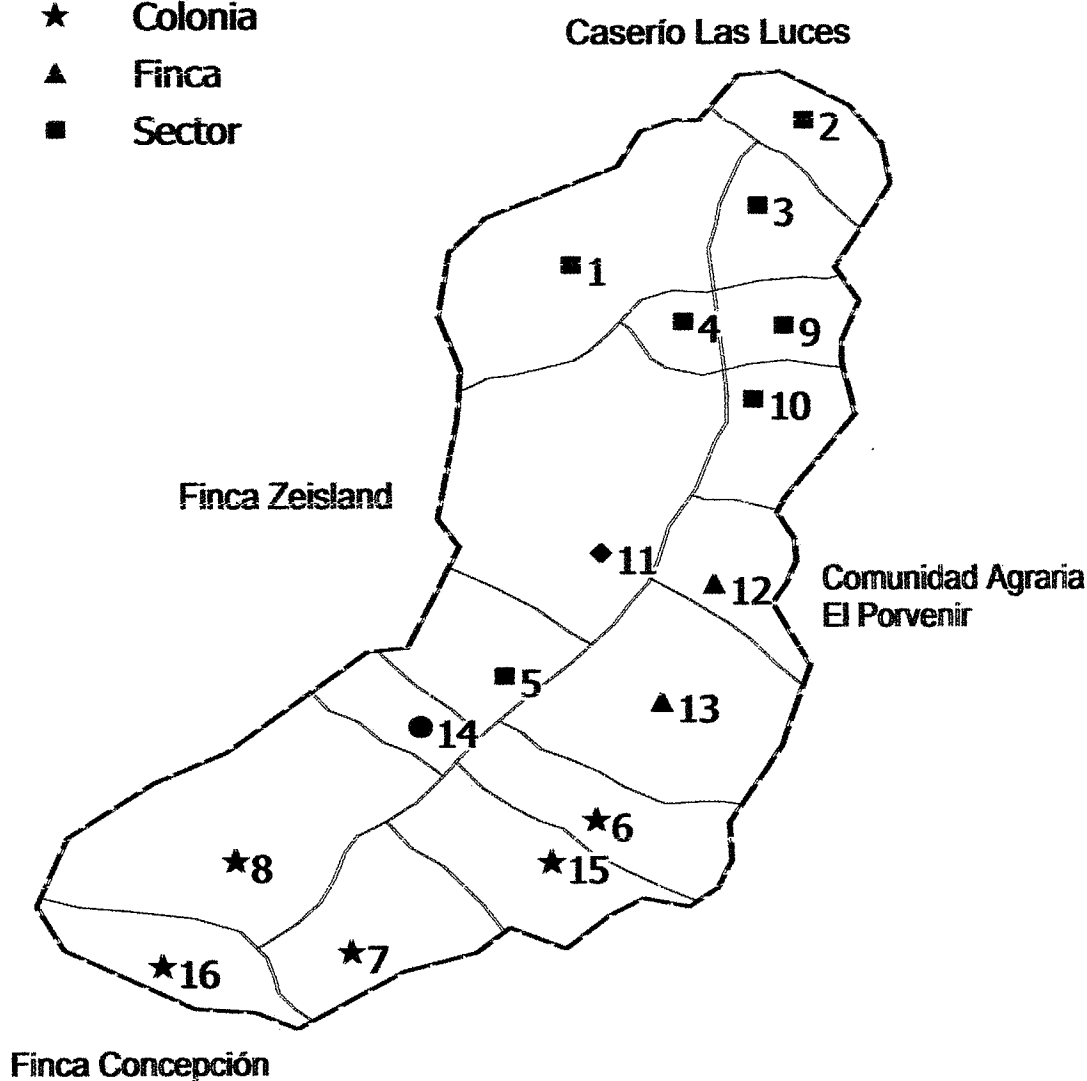 Colonia
Finca
Sector
Caserío Las Luces
2
3
1
4
9
10
Finca Zeisland
11
12
Comunidad Agraria
El Porvenir
5
13
14
6
8
15
7
16
Finca Concepción